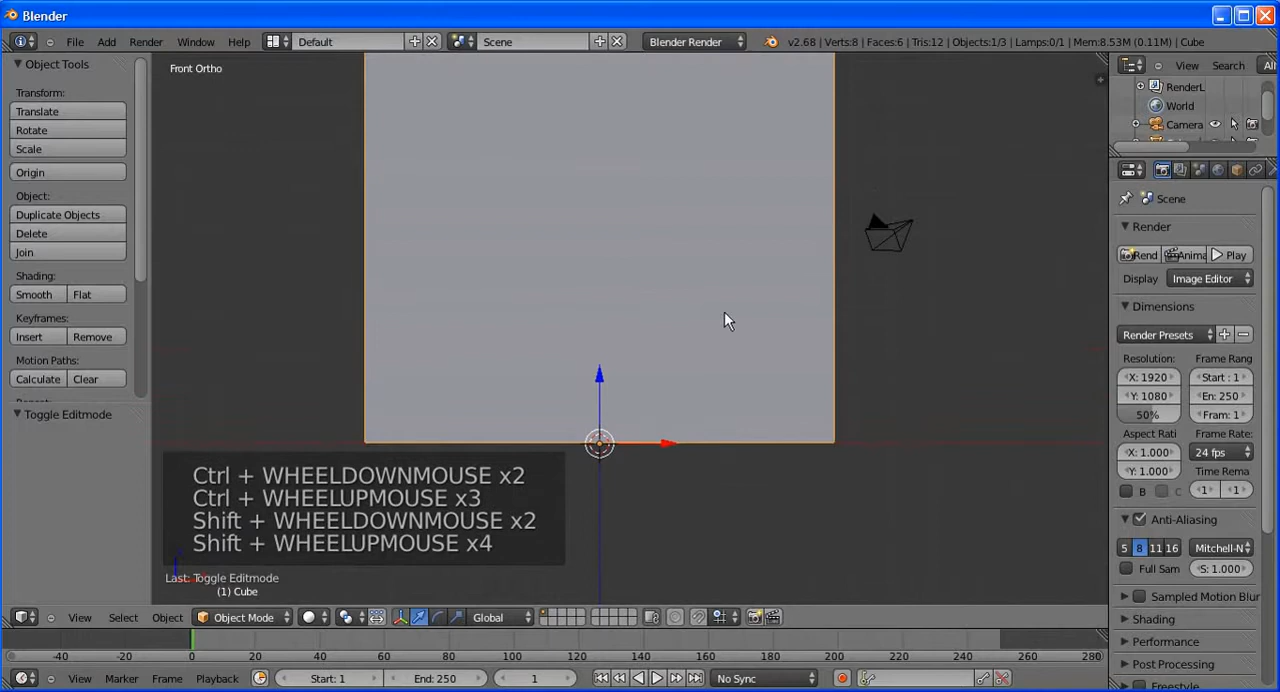 Blender
File Add Render Window Help Default Scene Blender Render v2.68 | Verts:8 | Faces:6 | Tris:12 | Objects:1/3 | Lamps:0/1 | Mem:8.53M (0.11M) | Cube
Object Tools
Transform:
Translate
Rotate
Scale
Origin
Object:
Duplicate Objects
Delete
Join
Shading:
Smooth Flat
Keyframes:
Insert Remove
Motion Paths:
Calculate Clear
Toggle Editmode
Front Ortho
Ctrl + WHEELDOWNMOUSE x2
Ctrl + WHEELUPMOUSE x3
Shift + WHEELDOWNMOUSE x2
Shift + WHEELUPMOUSE x4
Last: Toggle Editmode
(1) Cube
View Search All
RenderL
World
Camera
Scene
Render
Rend Anima Play
Display Image Editor
Dimensions
Render Presets
Resolution: Frame Rang
X: 1920 Start : 1
Y: 1080 En: 250
50% Fram: 1
Aspect Rati Frame Rate:
X: 1.000 24 fps
Y: 1.000 Time Rema
B C 1 1
Anti-Aliasing
5 8 11 16 Mitchell-N
Full Sam S: 1.000
Sampled Motion Blur
Shading
Performance
Post Processing
Freestyle
View Select Object Object Mode Global
-40 -20 0 20 40 60 80 100 120 140 160 180 200 220 240 260 280
View Marker Frame Playback Start: 1 End: 250 1 No Sync